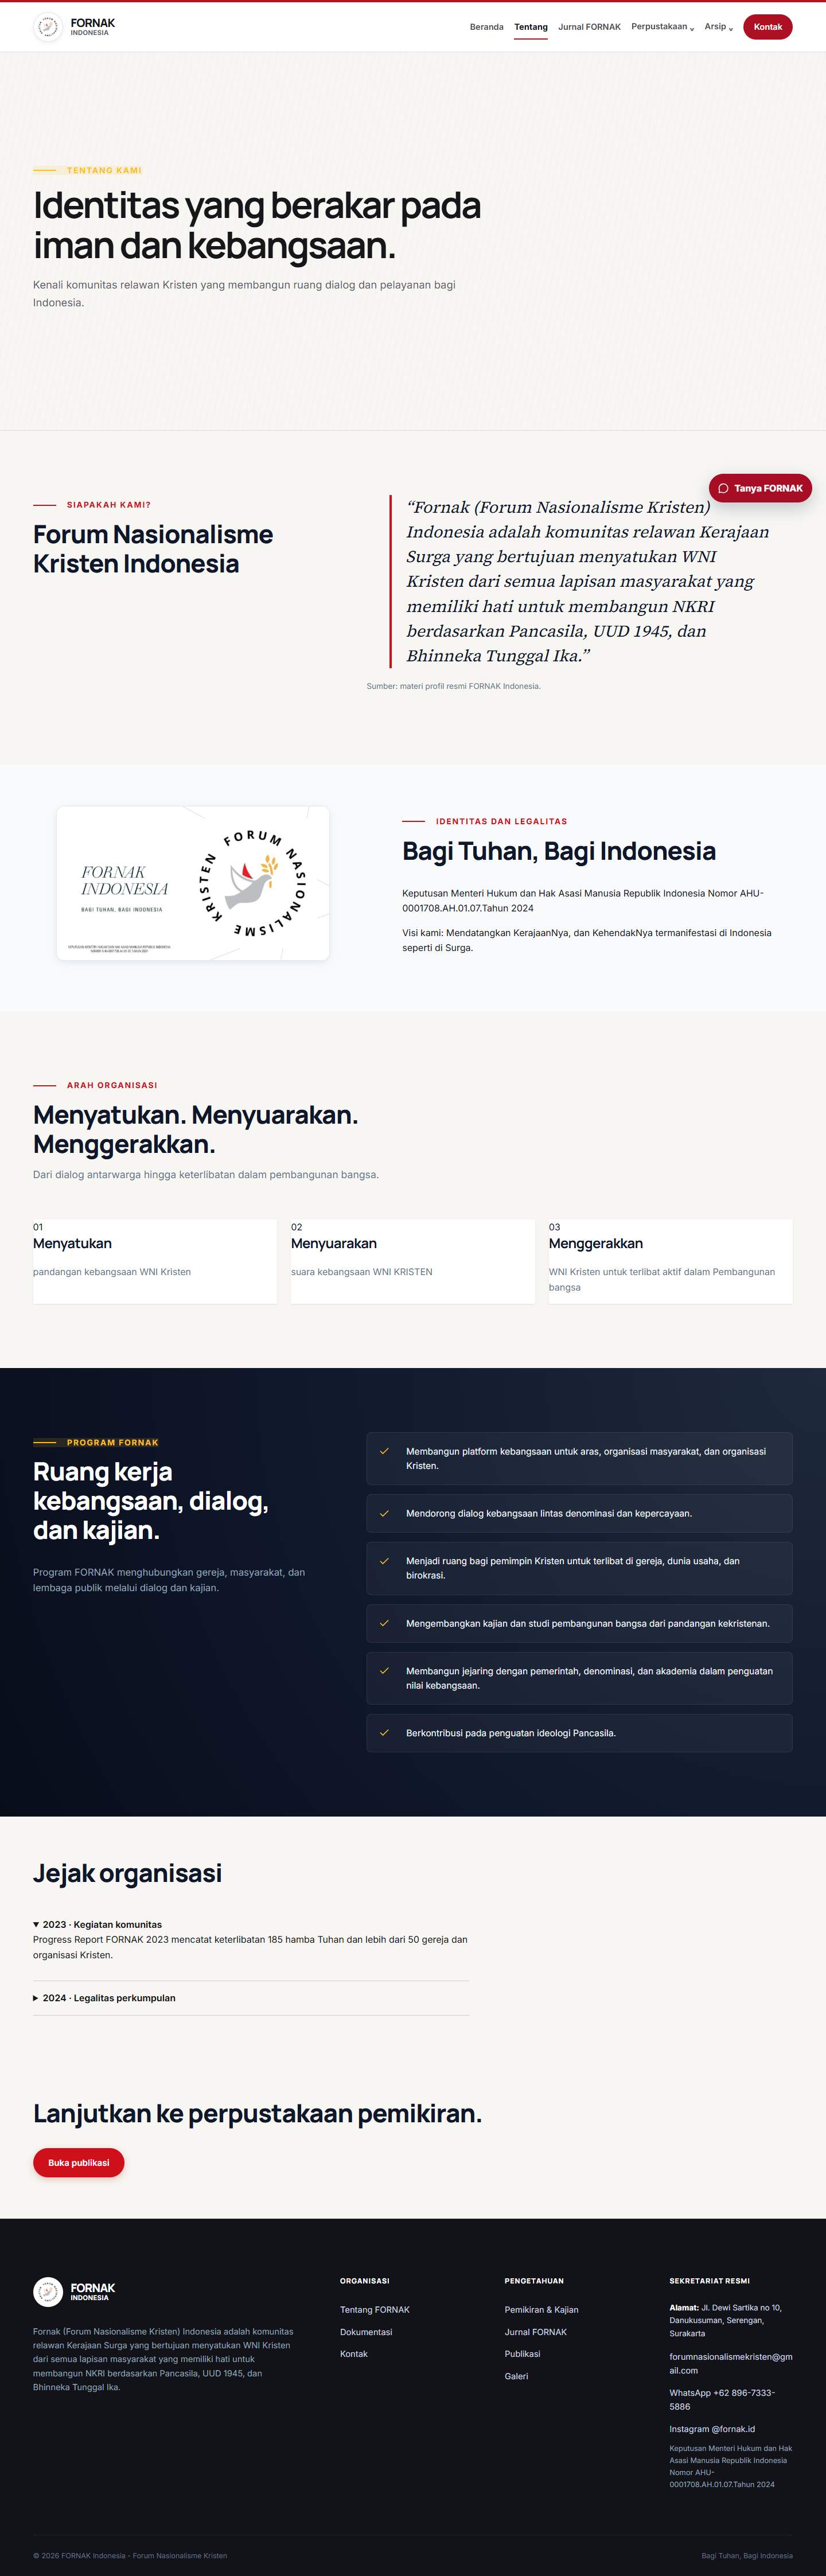 FORNAK
INDONESIA
Beranda
Tentang
Jurnal FORNAK
Perpustakaan
Arsip
Kontak
TENTANG KAMI
Identitas yang berakar pada
iman dan kebangsaan.
Kenali komunitas relawan Kristen yang membangun ruang dialog dan pelayanan bagi
Indonesia.
Tanya FORNAK
SIAPAKAH KAMI?
Forum Nasionalisme
Kristen Indonesia
“Fornak (Forum Nasionalisme Kristen)
Indonesia adalah komunitas relawan Kerajaan
Surga yang bertujuan menyatukan WNI
Kristen dari semua lapisan masyarakat yang
memiliki hati untuk membangun NKRI
berdasarkan Pancasila, UUD 1945, dan
Bhinneka Tunggal Ika.”
Sumber: materi profil resmi FORNAK Indonesia.
FORNAK
INDONESIA
BAGI TUHAN, BAGI INDONESIA
FORUM NASIONALISME KRISTEN
IDENTITAS DAN LEGALITAS
Bagi Tuhan, Bagi Indonesia
Keputusan Menteri Hukum dan Hak Asasi Manusia Republik Indonesia Nomor AHU-
0001708.AH.01.07.Tahun 2024
Visi kami: Mendatangkan KerajaanNya, dan KehendakNya termanifestasi di Indonesia
seperti di Surga.
ARAH ORGANISASI
Menyatukan. Menyuarakan.
Menggerakkan.
Dari dialog antarwarga hingga keterlibatan dalam pembangunan bangsa.
01
Menyatukan
pandangan kebangsaan WNI Kristen
02
Menyuarakan
suara kebangsaan WNI KRISTEN
03
Menggerakkan
WNI Kristen untuk terlibat aktif dalam Pembangunan
bangsa
PROGRAM FORNAK
Ruang kerja
kebangsaan, dialog,
dan kajian.
Program FORNAK menghubungkan gereja, masyarakat, dan
lembaga publik melalui dialog dan kajian.
Membangun platform kebangsaan untuk aras, organisasi masyarakat, dan organisasi
Kristen.
Mendorong dialog kebangsaan lintas denominasi dan kepercayaan.
Menjadi ruang bagi pemimpin Kristen untuk terlibat di gereja, dunia usaha, dan
birokrasi.
Mengembangkan kajian dan studi pembangunan bangsa dari pandangan kekristenan.
Membangun jejaring dengan pemerintah, denominasi, dan akademia dalam penguatan
nilai kebangsaan.
Berkontribusi pada penguatan ideologi Pancasila.
Jejak organisasi
2023 · Kegiatan komunitas
Progress Report FORNAK 2023 mencatat keterlibatan 185 hamba Tuhan dan lebih dari 50 gereja dan
organisasi Kristen.
2024 · Legalitas perkumpulan
Lanjutkan ke perpustakaan pemikiran.
Buka publikasi
FORNAK
INDONESIA
Fornak (Forum Nasionalisme Kristen) Indonesia adalah komunitas
relawan Kerajaan Surga yang bertujuan menyatukan WNI Kristen
dari semua lapisan masyarakat yang memiliki hati untuk
membangun NKRI berdasarkan Pancasila, UUD 1945, dan
Bhinneka Tunggal Ika.
ORGANISASI
Tentang FORNAK
Dokumentasi
Kontak
PENGETAHUAN
Pemikiran & Kajian
Jurnal FORNAK
Publikasi
Galeri
SEKRETARIAT RESMI
Alamat: Jl. Dewi Sartika no 10,
Danukusuman, Serengan,
Surakarta
forumnasionalismekristen@gm
ail.com
WhatsApp +62 896-7333-
5886
Instagram @fornak.id
Keputusan Menteri Hukum dan Hak
Asasi Manusia Republik Indonesia
Nomor AHU-
0001708.AH.01.07.Tahun 2024
© 2026 FORNAK Indonesia - Forum Nasionalisme Kristen
Bagi Tuhan, Bagi Indonesia